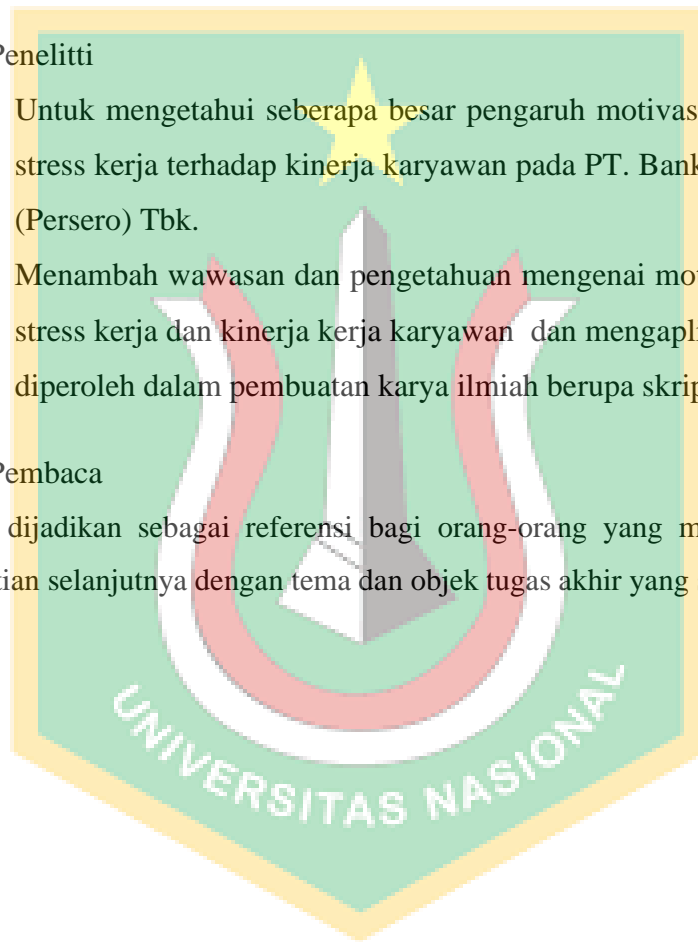 Penelitti
Untuk mengetahui seberapa besar pengaruh motivas
stress kerja terhadap kinerja karyawan pada PT. Bank
(Persero) Tbk.
Menambah wawasan dan pengetahuan mengenai mot
stress kerja dan kinerja kerja karyawan dan mengapli
diperoleh dalam pembuatan karya ilmiah berupa skrip
Pembaca
dijadikan sebagai referensi bagi orang-orang yang m
tian selanjutnya dengan tema dan objek tugas akhir yang
UNIVERSITAS NASIONAL